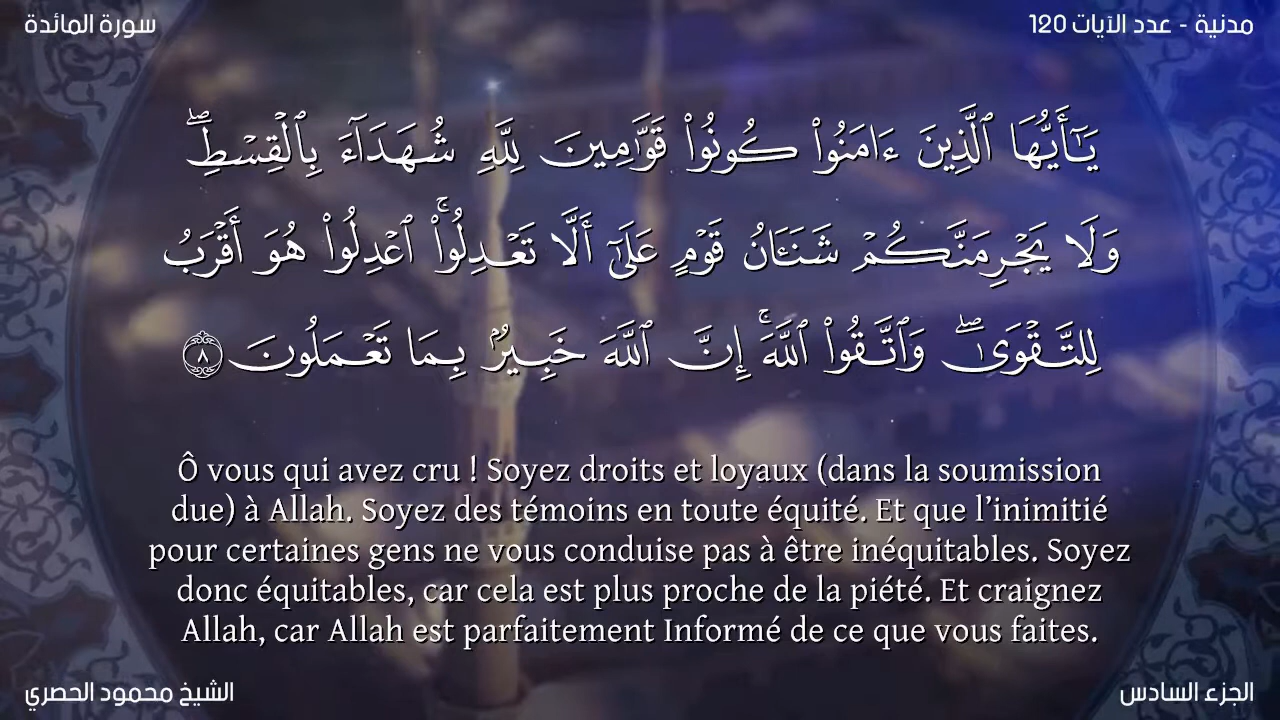 سورة المائدة
مدنية - عدد الآيات 120
يَٰٓأَيُّهَا ٱلَّذِينَ ءَامَنُوا۟ كُونُوا۟ قَوَّٰمِينَ لِلَّهِ شُهَدَآءَ بِٱلْقِسْطِ ۖ
وَلَا يَجْرِمَنَّكُمْ شَنَـَٔانُ قَوْمٍ عَلَىٰٓ أَلَّا تَعْدِلُوا۟ ۚ ٱعْدِلُوا۟ هُوَ أَقْرَبُ
لِلتَّقْوَىٰ ۖ وَٱتَّقُوا۟ ٱللَّهَ ۚ إِنَّ ٱللَّهَ خَبِيرٌۢ بِمَا تَعْمَلُونَ ٨
Ô vous qui avez cru ! Soyez droits et loyaux (dans la soumission
due) à Allah. Soyez des témoins en toute équité. Et que l’inimitié
pour certaines gens ne vous conduise pas à être inéquitables. Soyez
donc équitables, car cela est plus proche de la piété. Et craignez
Allah, car Allah est parfaitement Informé de ce que vous faites.
الشيخ محمود الحصري
الجزء السادس